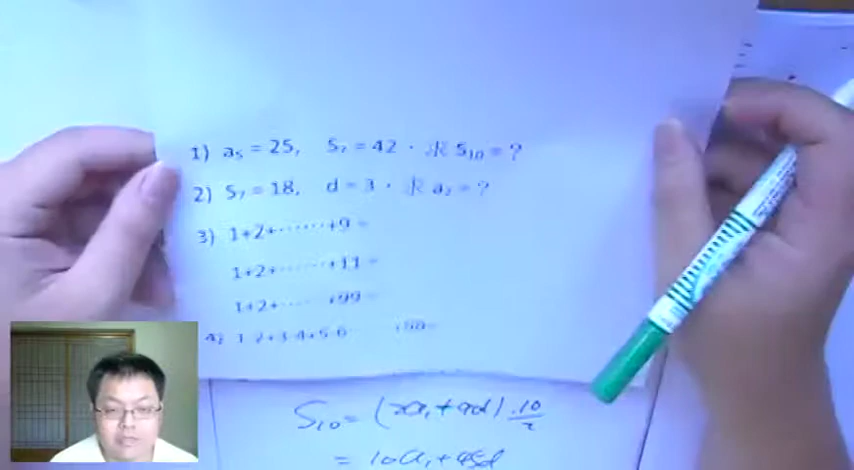 1) a₅ = 25, S₇ = 42 · 求 S₁₀ = ?
2) S₇ = 18, d = 3 · 求 a₇ = ?
3) 1+2+⋯⋯+9 =
1+2+⋯⋯+11 =
1+2+⋯⋯+99 =
4) 1-2+3-4+5-6
S₁₀ = (2a₁+9d)·10/2
= 10a₁+45d